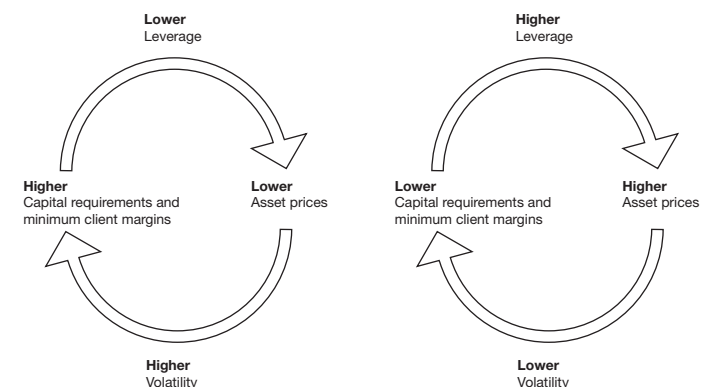 Lower
Leverage
Higher
Capital requirements and
minimum client margins
Lower
Asset prices
Higher
Volatility
Higher
Leverage
Lower
Capital requirements and
minimum client margins
Higher
Asset prices
Lower
Volatility